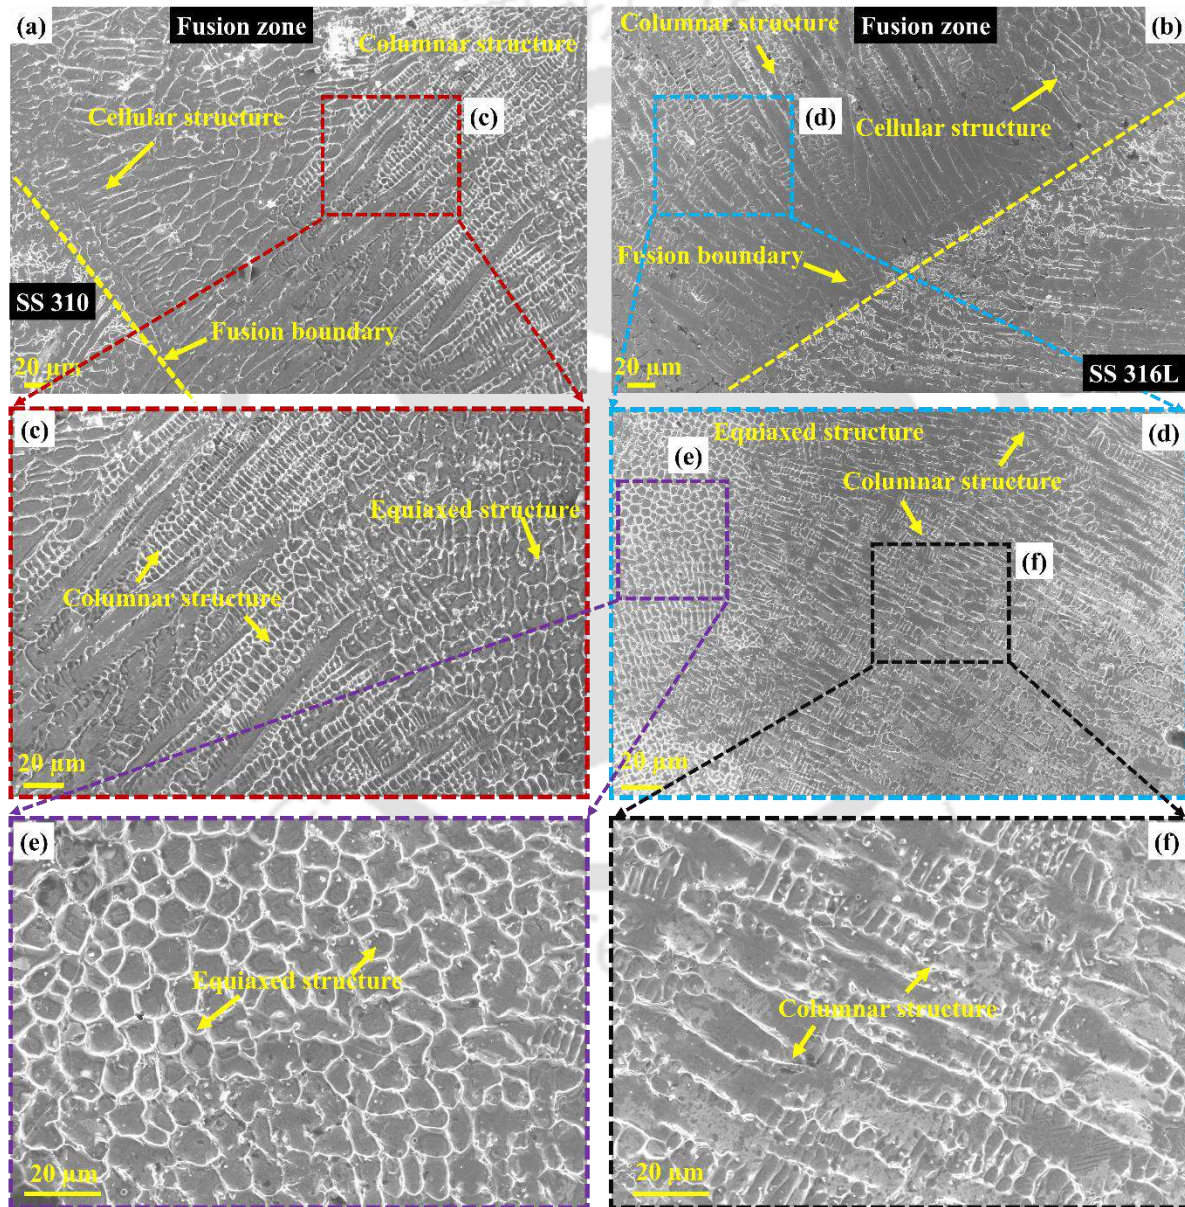 (a)
Fusion zone
Columnar structure
Cellular structure
(c)
SS 310
Fusion boundary
20 μm
Columnar structure
Fusion zone
(b)
(d)
Cellular structure
Fusion boundary
SS 316L
20 μm
(c)
Equiaxed structure
Columnar structure
20 μm
Equiaxed structure
(d)
(e)
Columnar structure
(f)
20 μm
(e)
Equiaxed structure
20 μm
(f)
Columnar structure
20 μm